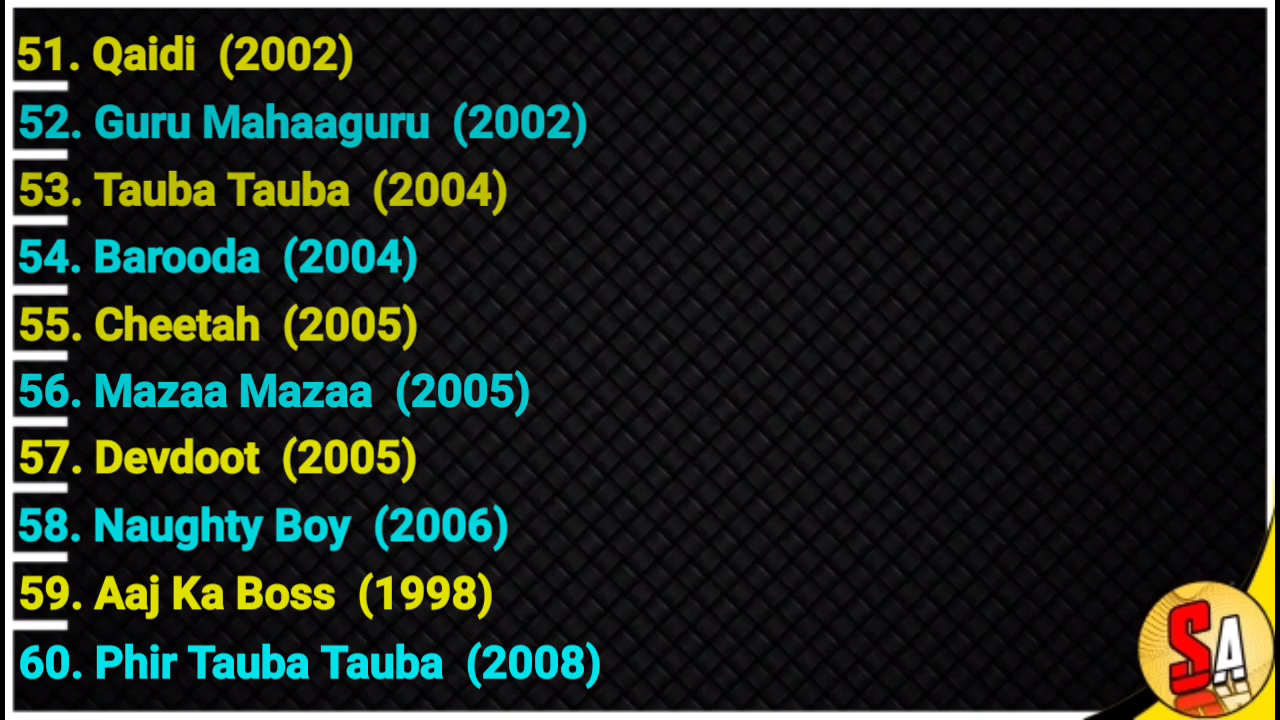 51. Qaidi (2002)
52. Guru Mahaaguru (2002)
53. Tauba Tauba (2004)
54. Barooda (2004)
55. Cheetah (2005)
56. Mazaa Mazaa (2005)
57. Devdoot (2005)
58. Naughty Boy (2006)
59. Aaj Ka Boss (1998)
60. Phir Tauba Tauba (2008)
SA